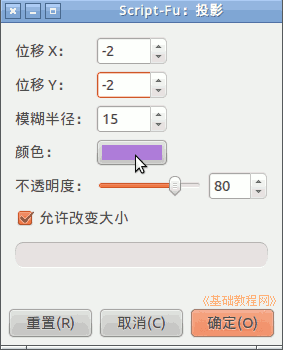 Script-Fu: 投影
位移 X: -2
位移 Y: -2
模糊半径: 15
颜色:
不透明度: 80
允许改变大小
《基础教程网》
重置(R) 取消(C) 确定(O)